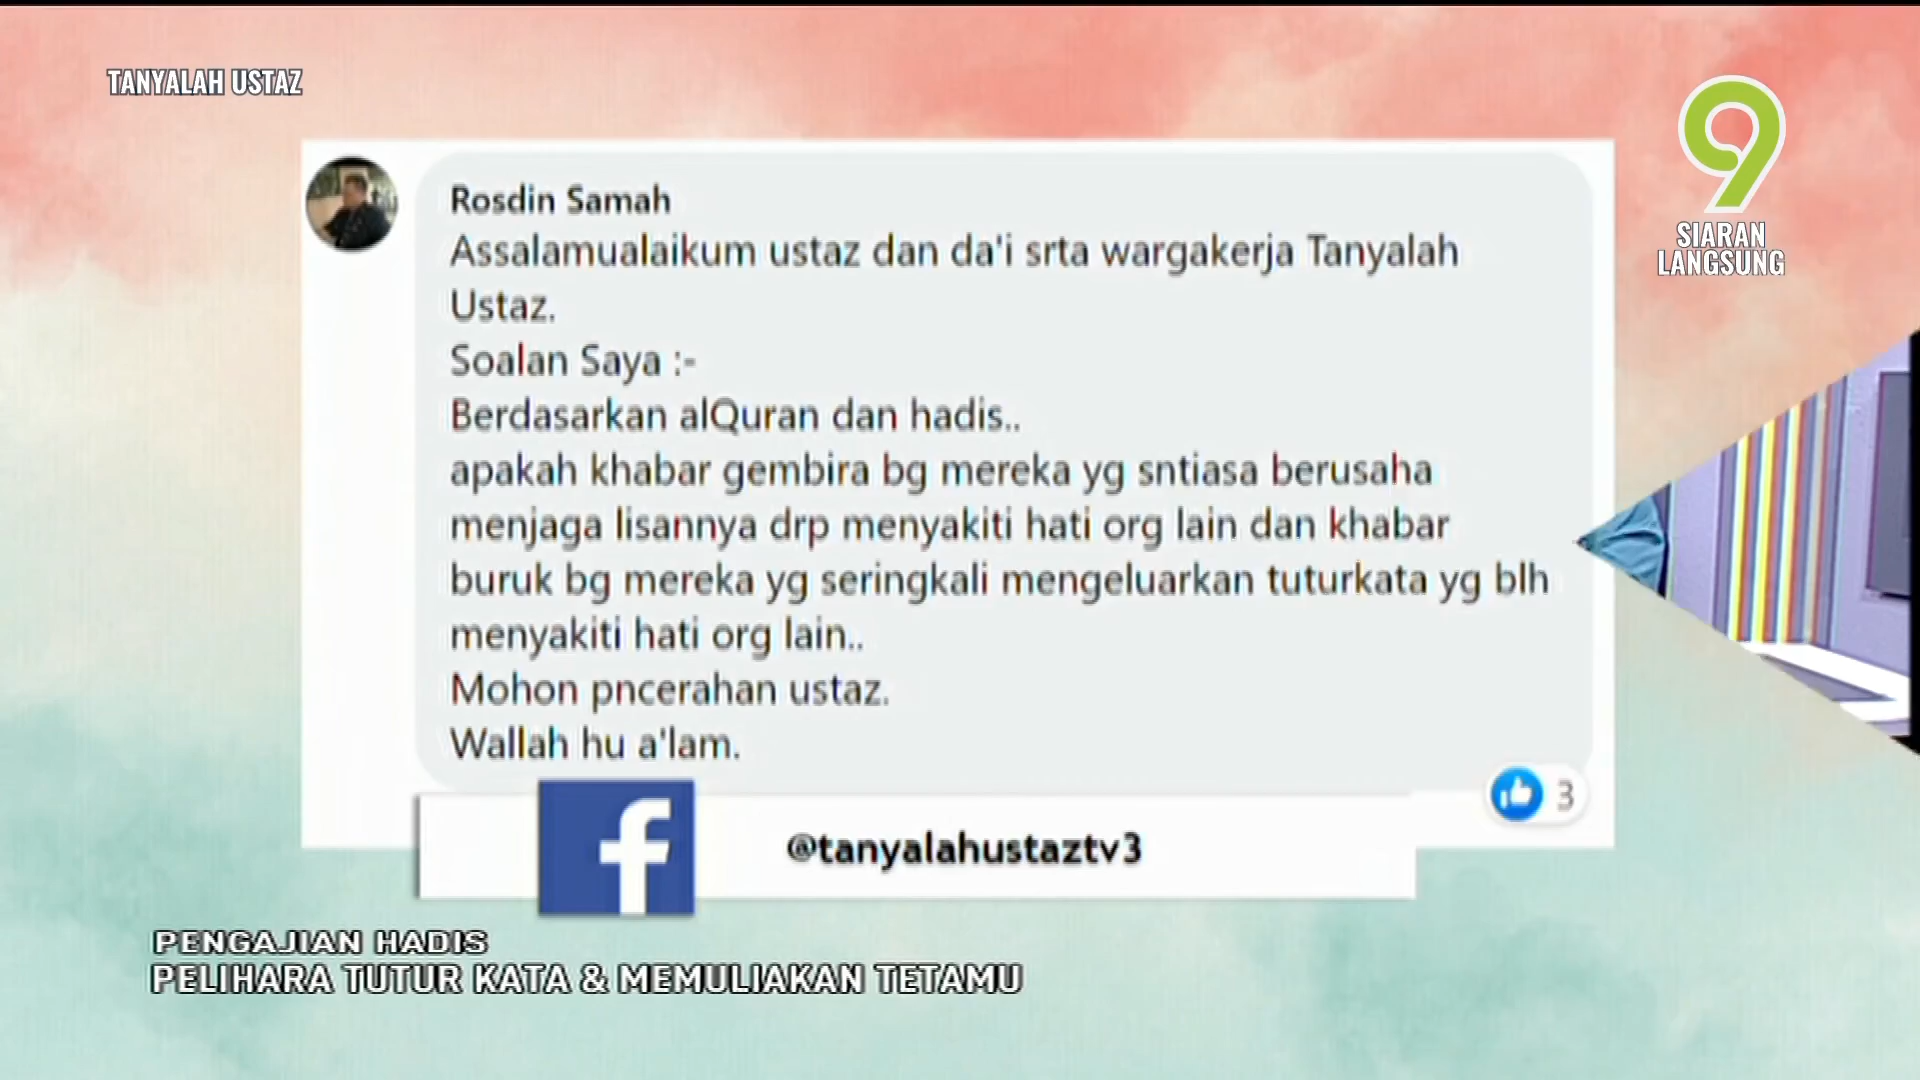 TANYALAH USTAZ
9
SIARAN
LANGSUNG
Rosdin Samah
Assalamualaikum ustaz dan da'i srta wargakerja Tanyalah
Ustaz.
Soalan Saya :-
Berdasarkan alQuran dan hadis..
apakah khabar gembira bg mereka yg sntiasa berusaha
menjaga lisannya drp menyakiti hati org lain dan khabar
buruk bg mereka yg seringkali mengeluarkan tuturkata yg blh
menyakiti hati org lain..
Mohon pncerahan ustaz.
Wallah hu a'lam.
3
f
@tanyalahustaztv3
PENGAJIAN HADIS
PELIHARA TUTUR KATA & MEMULIAKAN TETAMU